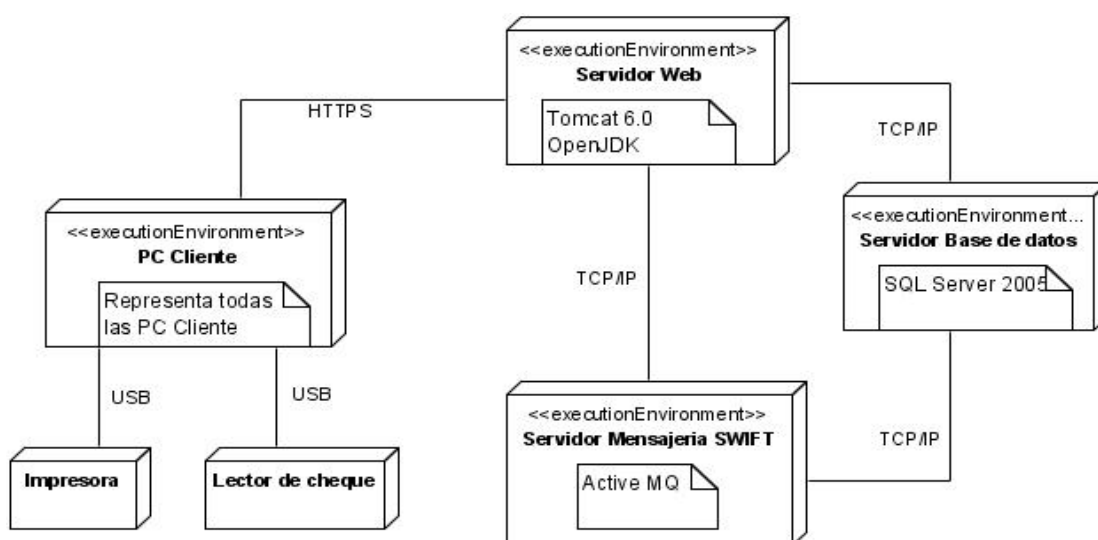 <<executionEnvironment>>
Servidor Web
Tomcat 6.0
OpenJDK
HTTPS
TCP/IP
<<executionEnvironment>>
PC Cliente
Representa todas
las PC Cliente
<<executionEnvironment...
Servidor Base de datos
SQL Server 2005
TCP/IP
USB
USB
<<executionEnvironment>>
Servidor Mensajeria SWIFT
Active MQ
TCP/IP
Impresora
Lector de cheque